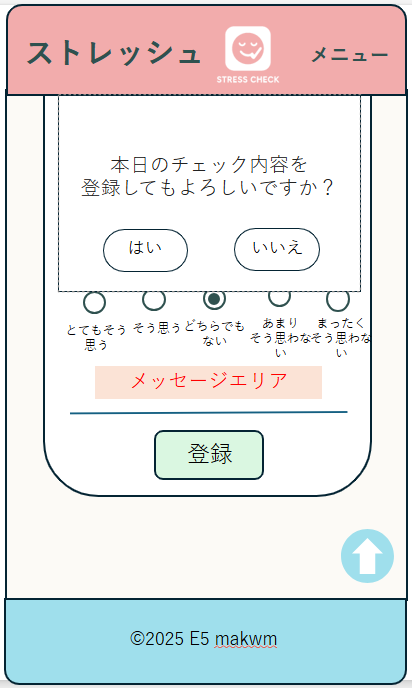 ストレッシュ
STRESS CHECK
メニュー
本日のチェック内容を
登録してもよろしいですか？
はい
いいえ
とてもそう
思う
そう思う
どちらでも
ない
あまり
そう思わな
い
まったく
そう思わな
い
メッセージエリア
登録
©2025 E5 makwm